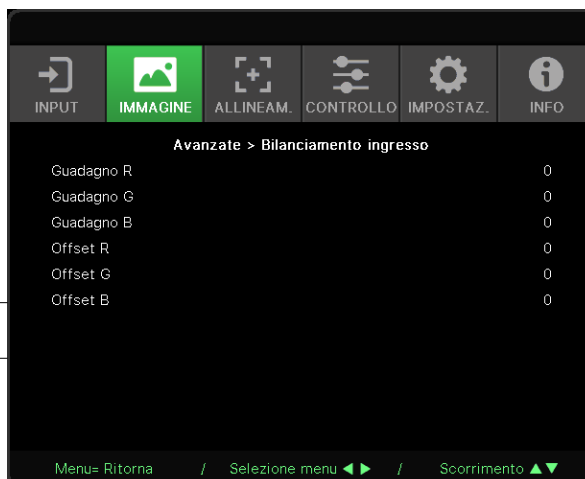 INPUT IMMAGINE ALLINEAM. CONTROLLO IMPOSTAZ. INFO
Avanzate > Bilanciamento ingresso
Guadagno R 0
Guadagno G 0
Guadagno B 0
Offset R 0
Offset G 0
Offset B 0
Menu= Ritorna / Selezione menu ◀ ▶ / Scorrimento ▲▼